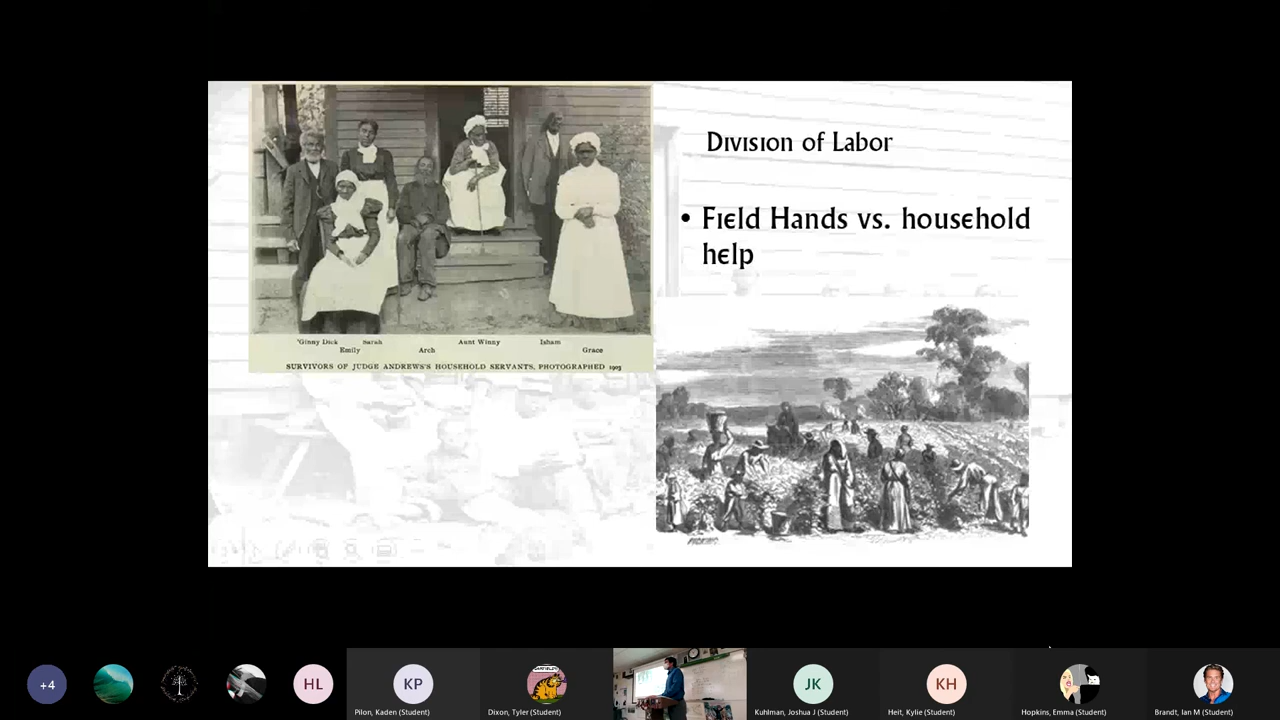 Division of Labor
• Field Hands vs. household
help
'Ginny Dick Sarah Aunt Winny Isham
Emily Arch Grace
SURVIVORS OF JUDGE ANDREWS'S HOUSEHOLD SERVANTS, PHOTOGRAPHED 1903
+4
HL
KP
JK
KH
Pilon, Kaden (Student)
Dixon, Tyler (Student)
Kuhlman, Joshua J (Student)
Heit, Kylie (Student)
Hopkins, Emma (Student)
Brandt, Ian M (Student)